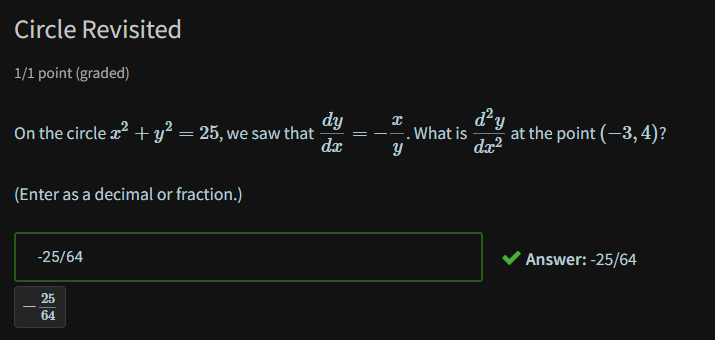 Circle Revisited
1/1 point (graded)
On the circle x² + y² = 25, we saw that dy/dx = −x/y. What is d²y/dx² at the point (−3, 4)?
(Enter as a decimal or fraction.)
-25/64
✔ Answer: -25/64
−25/64